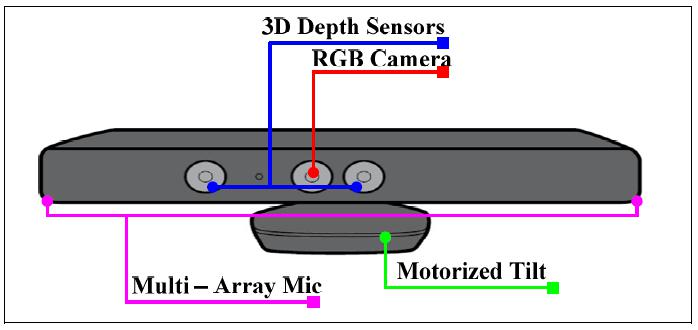 3D Depth Sensors
RGB Camera
Motorized Tilt
Multi – Array Mic